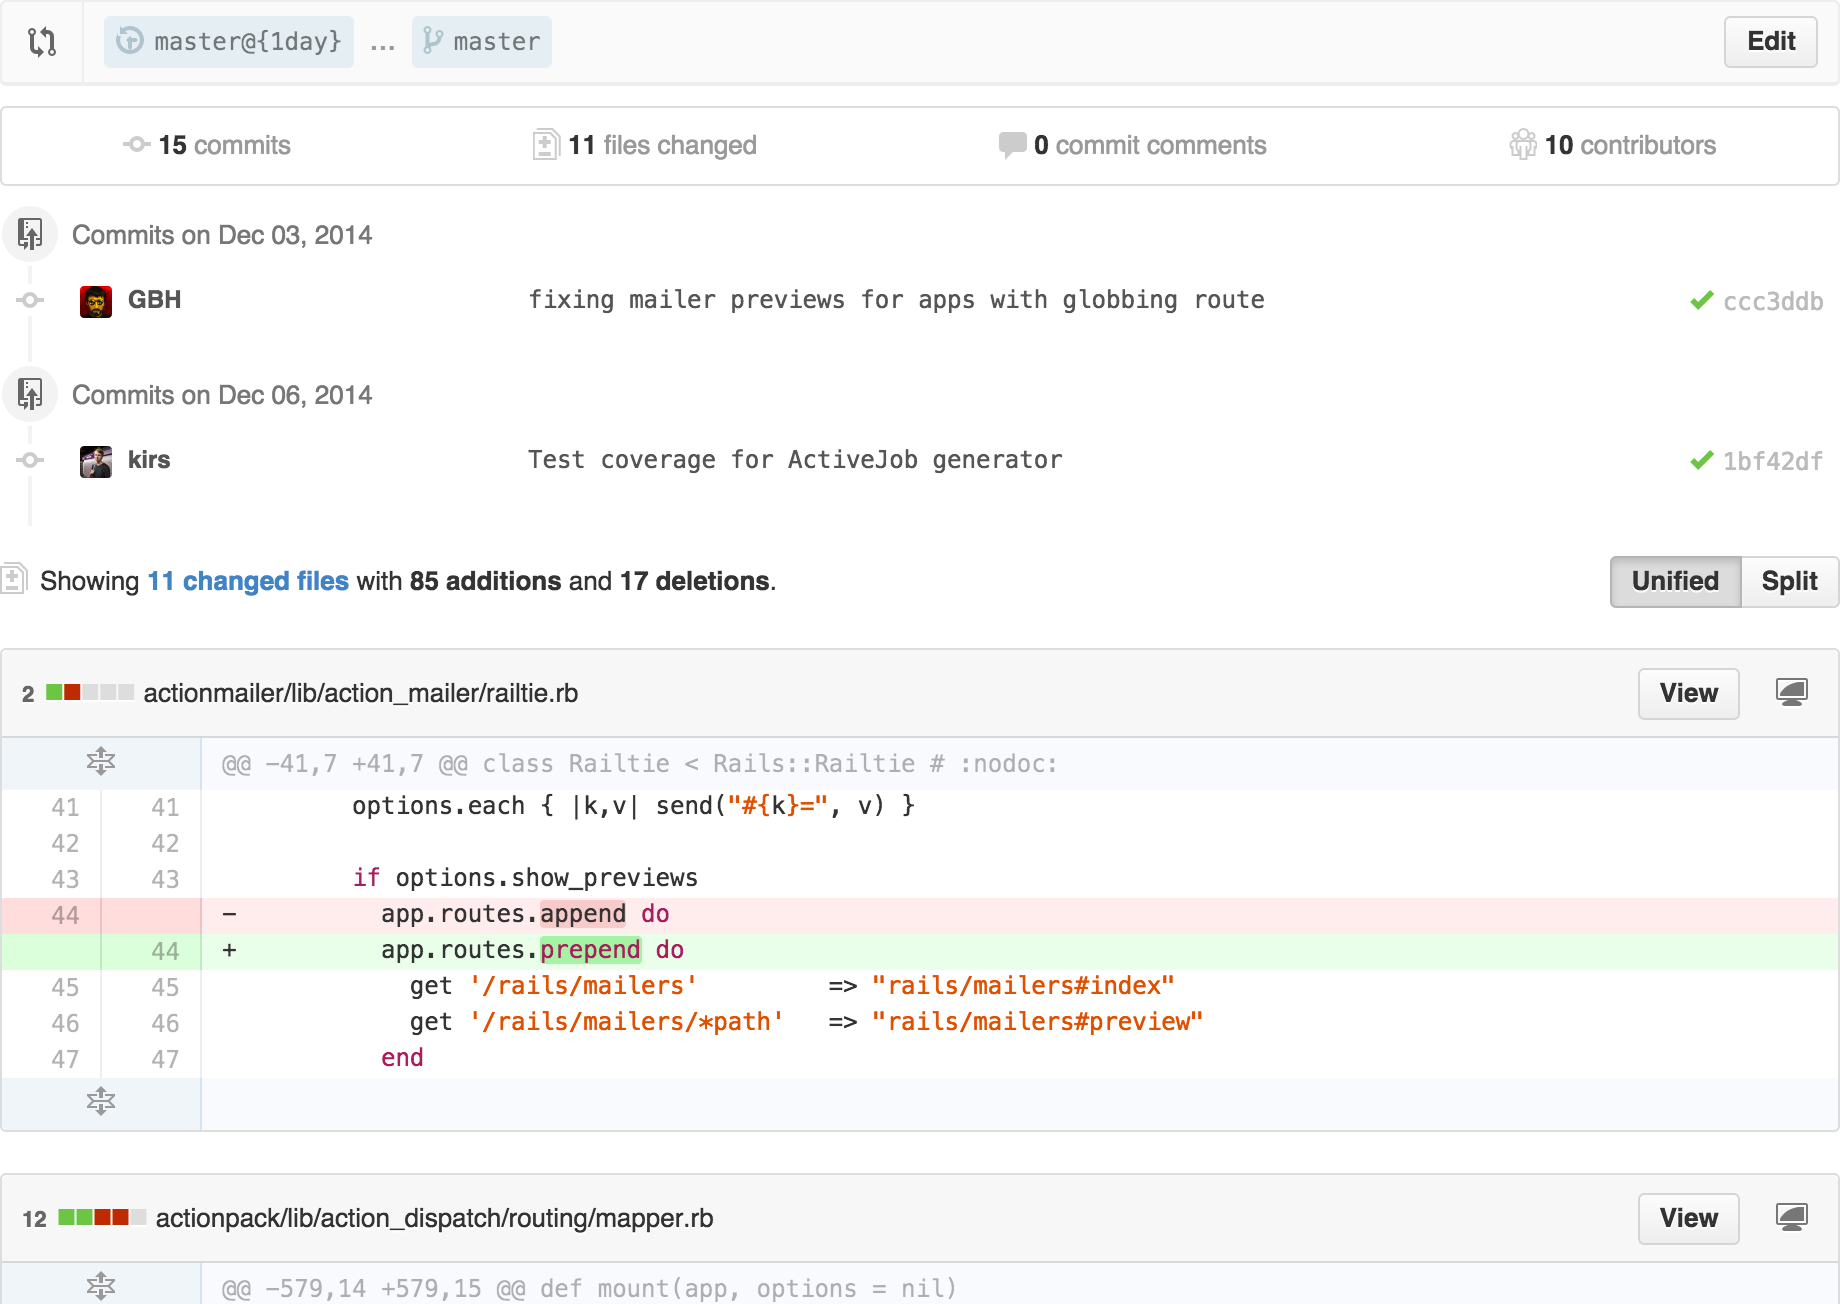 master@{1day} ... master Edit
15 commits 11 files changed 0 commit comments 10 contributors
Commits on Dec 03, 2014
GBH fixing mailer previews for apps with globbing route ccc3ddb
Commits on Dec 06, 2014
kirs Test coverage for ActiveJob generator 1bf42df
Showing 11 changed files with 85 additions and 17 deletions. Unified Split
2 actionmailer/lib/action_mailer/railtie.rb View
@@ -41,7 +41,7 @@ class Railtie < Rails::Railtie # :nodoc:
41 41 options.each { |k,v| send("#{k}=", v) }
42 42
43 43 if options.show_previews
44 - app.routes.append do
44 + app.routes.prepend do
45 45 get '/rails/mailers' => "rails/mailers#index"
46 46 get '/rails/mailers/*path' => "rails/mailers#preview"
47 47 end
12 actionpack/lib/action_dispatch/routing/mapper.rb View
@@ -579,14 +579,15 @@ def mount(app, options = nil)